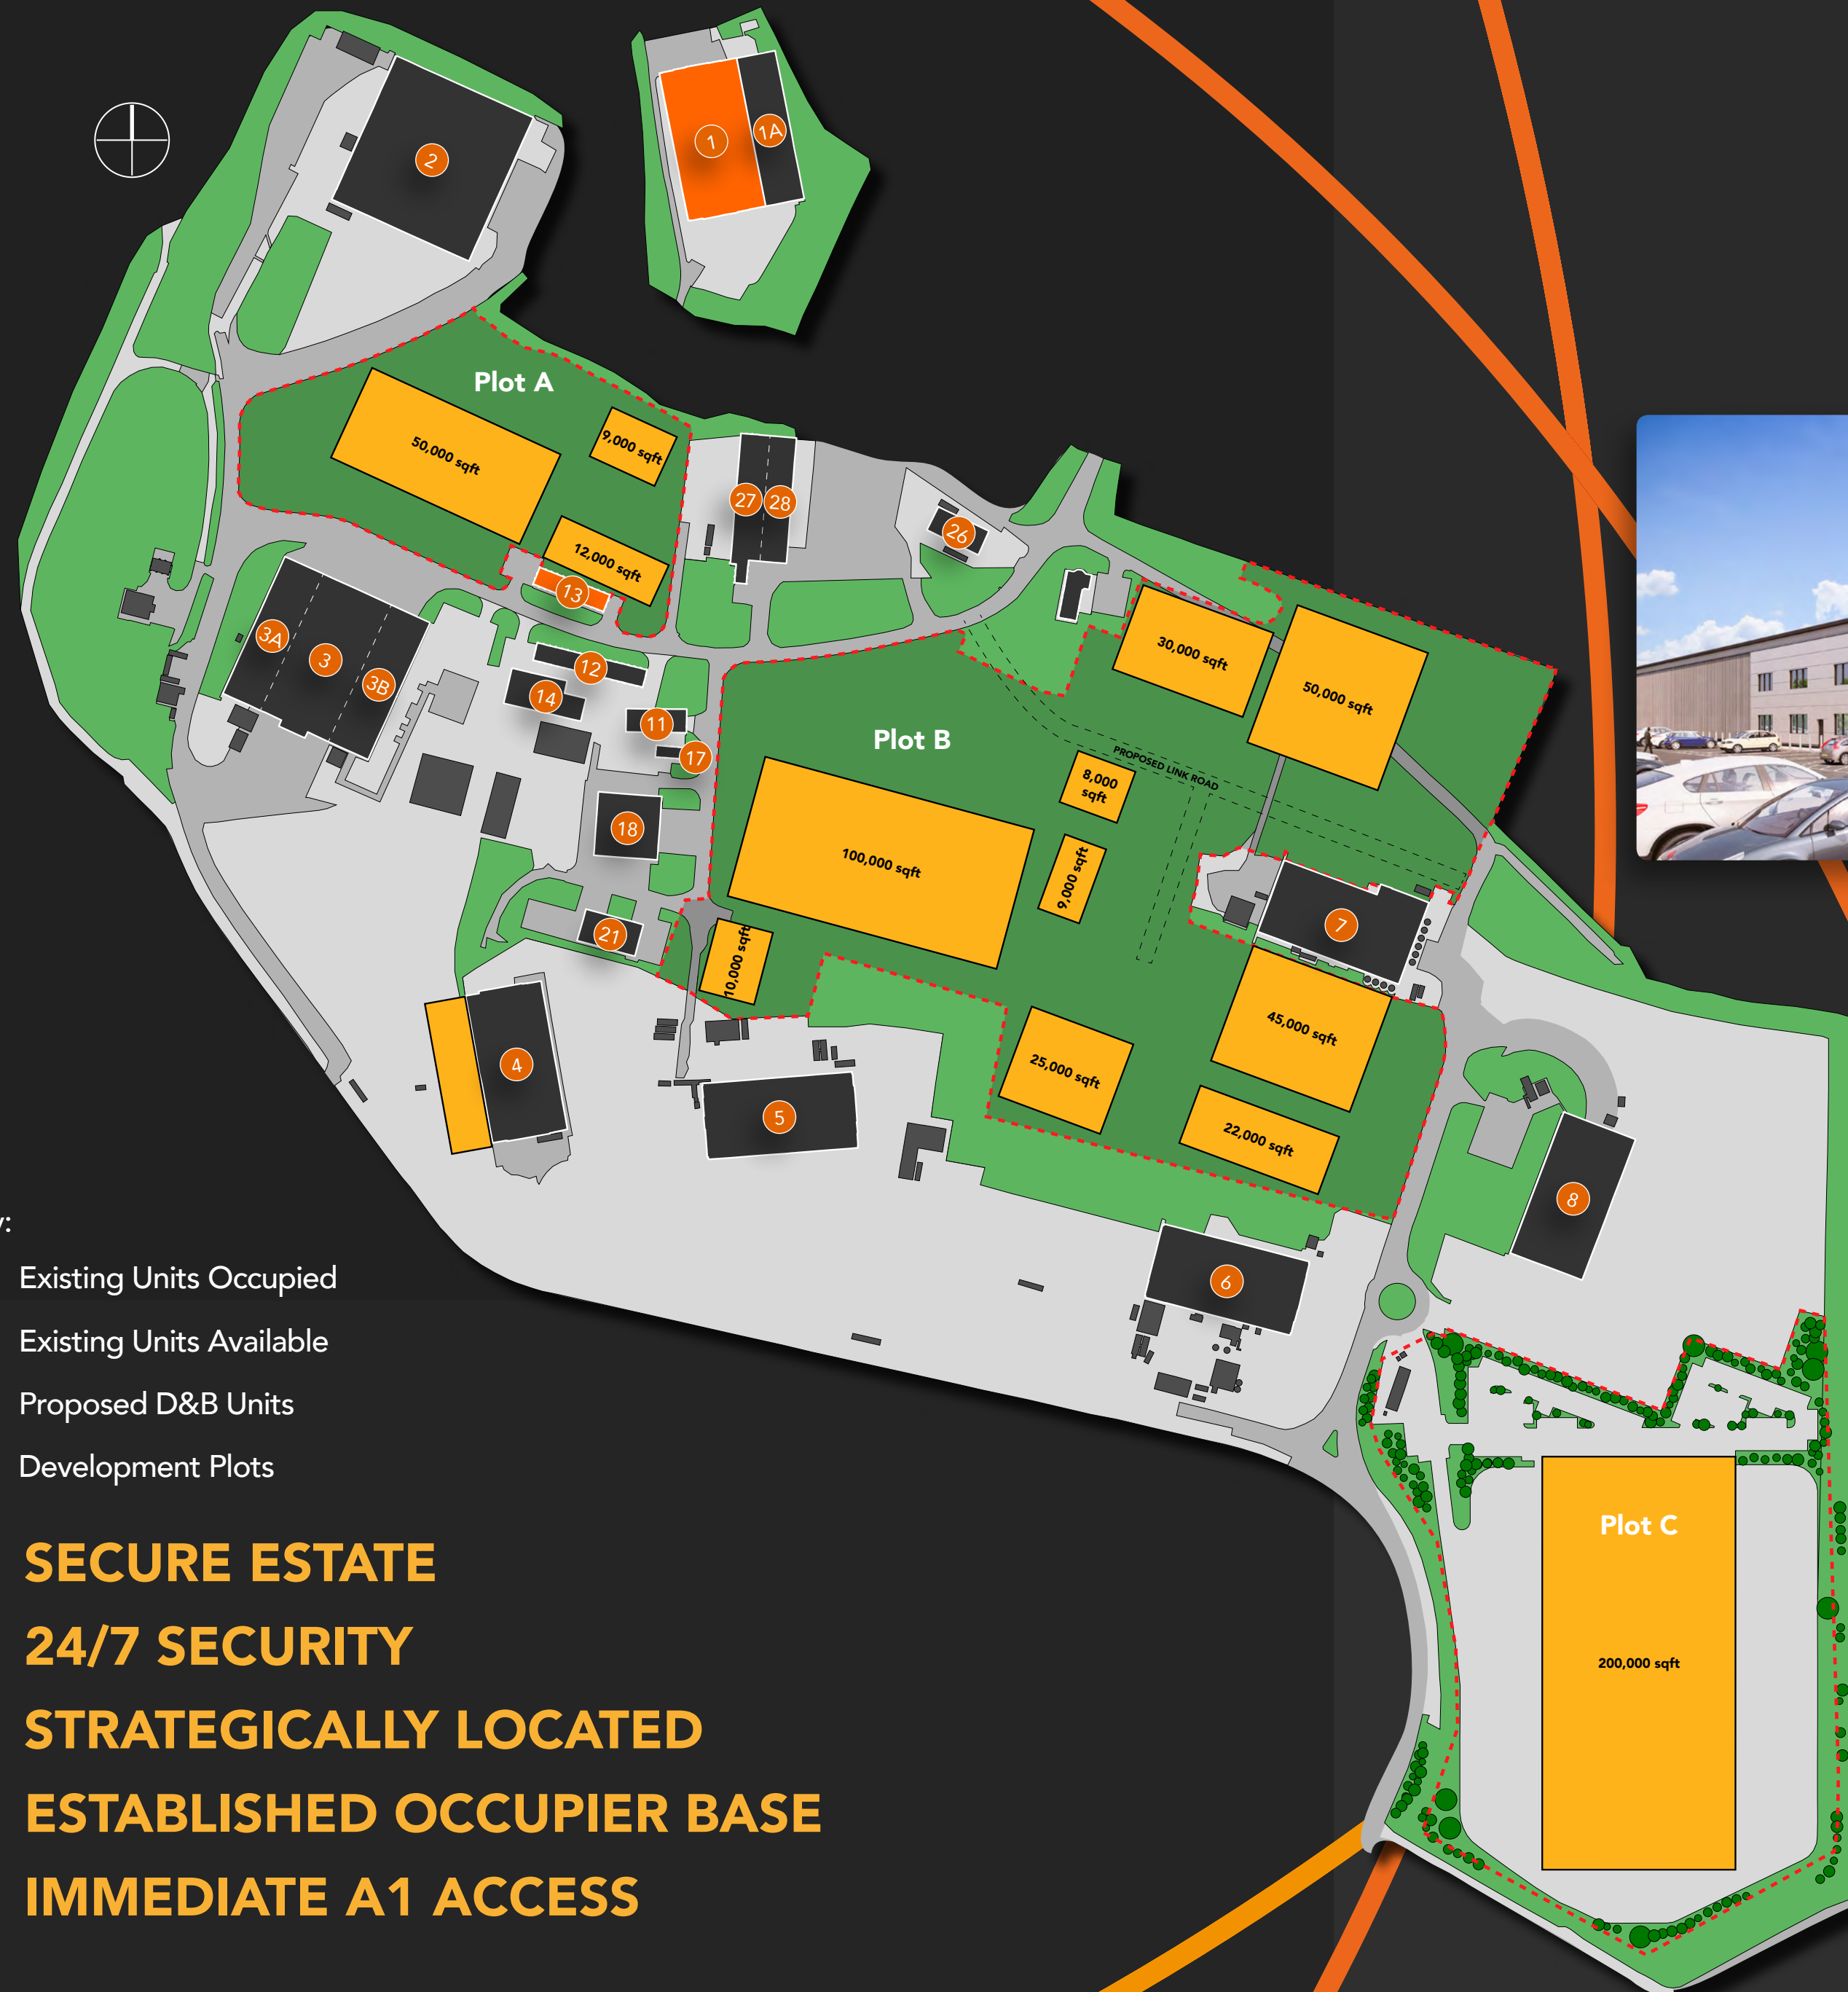 2
1
1A
Plot A
50,000 sqft
9,000 sqft
12,000 sqft
13
27
28
26
3A
3
3B
12
14
11
17
18
21
Plot B
30,000 sqft
50,000 sqft
PROPOSED LINK ROAD
8,000
sqft
9,000 sqft
100,000 sqft
10,000 sqft
7
45,000 sqft
25,000 sqft
22,000 sqft
4
5
6
8
Plot C
200,000 sqft
y:
Existing Units Occupied
Existing Units Available
Proposed D&B Units
Development Plots
SECURE ESTATE
24/7 SECURITY
STRATEGICALLY LOCATED
ESTABLISHED OCCUPIER BASE
IMMEDIATE A1 ACCESS